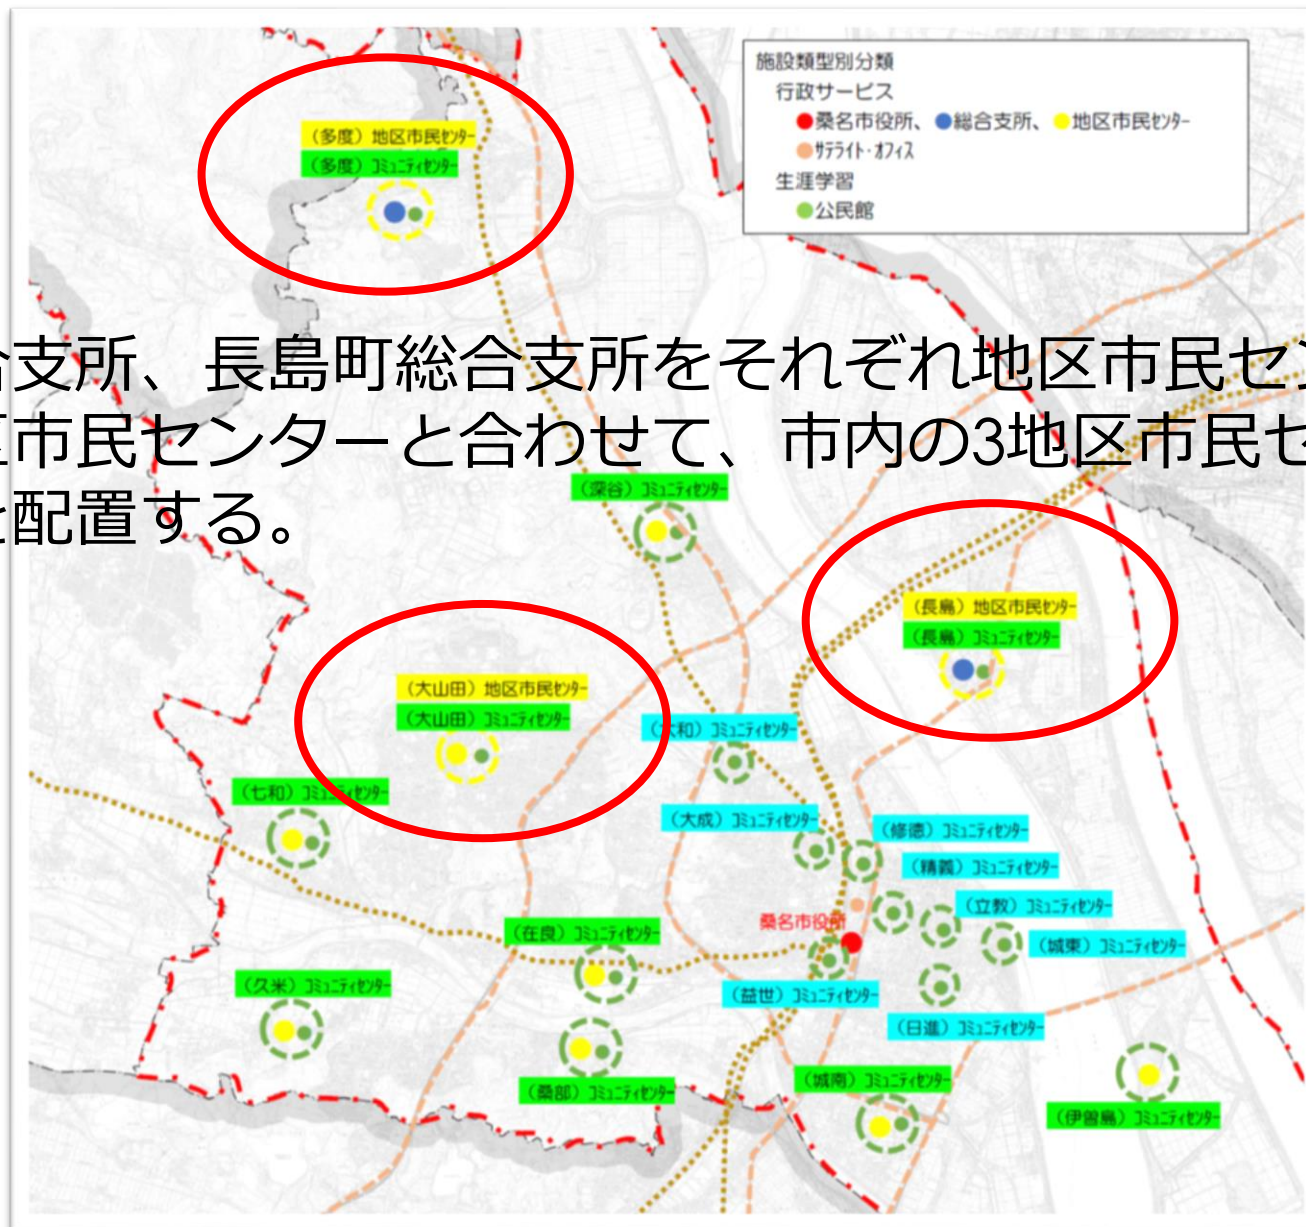 施設類型別分類
行政サービス
●桑名市役所、●総合支所、●地区市民ｾﾝﾀｰ
●ｻﾃﾗｲﾄ･ｵﾌｨｽ
生涯学習
●公民館
（多度）地区市民ｾﾝﾀｰ
（多度）ｺﾐｭﾆﾃｨｾﾝﾀｰ
合支所、長島町総合支所をそれぞれ地区市民セン
区市民センターと合わせて、市内の3地区市民セ
を配置する。
（深谷）ｺﾐｭﾆﾃｨｾﾝﾀｰ
（長島）地区市民ｾﾝﾀｰ
（長島）ｺﾐｭﾆﾃｨｾﾝﾀｰ
（大山田）地区市民ｾﾝﾀｰ
（大山田）ｺﾐｭﾆﾃｨｾﾝﾀｰ
（大和）ｺﾐｭﾆﾃｨｾﾝﾀｰ
（七和）ｺﾐｭﾆﾃｨｾﾝﾀｰ
（大成）ｺﾐｭﾆﾃｨｾﾝﾀｰ
（修徳）ｺﾐｭﾆﾃｨｾﾝﾀｰ
（精義）ｺﾐｭﾆﾃｨｾﾝﾀｰ
（立教）ｺﾐｭﾆﾃｨｾﾝﾀｰ
桑名市役所
（在良）ｺﾐｭﾆﾃｨｾﾝﾀｰ
（城東）ｺﾐｭﾆﾃｨｾﾝﾀｰ
（久米）ｺﾐｭﾆﾃｨｾﾝﾀｰ
（益世）ｺﾐｭﾆﾃｨｾﾝﾀｰ
（日進）ｺﾐｭﾆﾃｨｾﾝﾀｰ
（桑部）ｺﾐｭﾆﾃｨｾﾝﾀｰ
（城南）ｺﾐｭﾆﾃｨｾﾝﾀｰ
（伊曽島）ｺﾐｭﾆﾃｨｾﾝﾀｰ